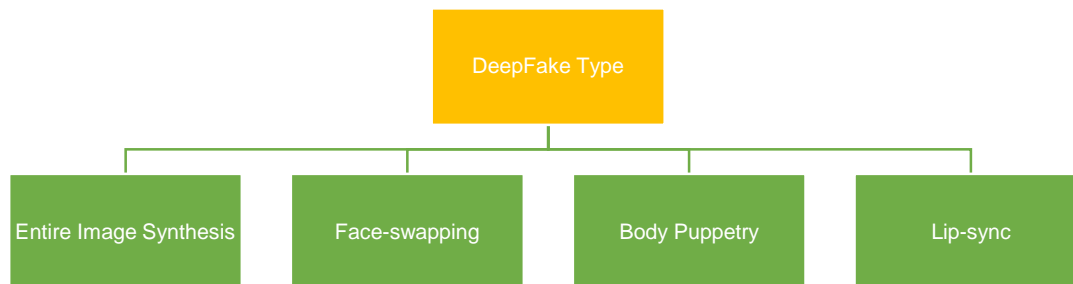 DeepFake Type
Entire Image Synthesis
Face-swapping
Body Puppetry
Lip-sync